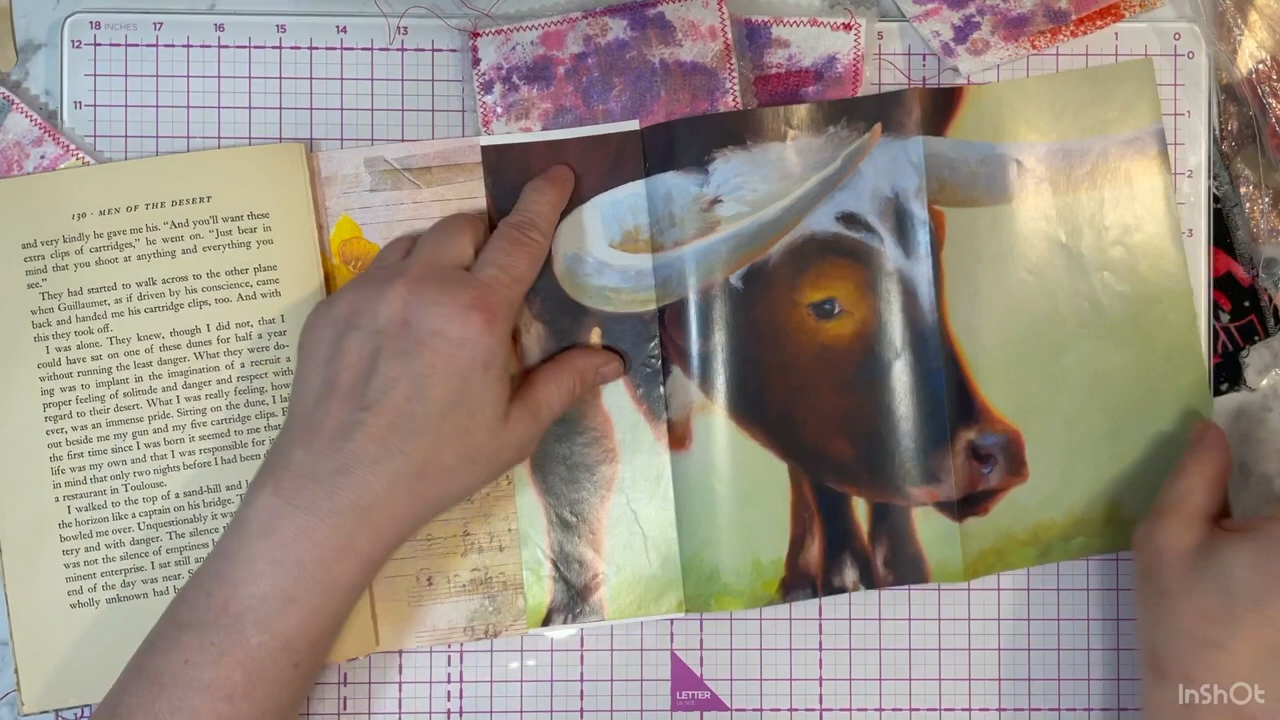 18 INCHES 17 16 15 14 13 5 1 0
12
11
0
1
2
3
130 · MEN OF THE DESERT
and very kindly he gave me his. “And you’ll want these
extra clips of cartridges,” he went on. “Just bear in
mind that you shoot at anything and everything you
see.”
They had started to walk across to the other plane
when Guillaumet, as if driven by his conscience, came
back and handed me his cartridge clips, too. And with
this they took off.
I was alone. They knew, though I did not, that I
could have sat on one of these dunes for half a year
without running the least danger. What they were do-
ing was to implant in the imagination of a recruit a
proper feeling of solitude and danger and respect with
regard to their desert. What I was really feeling, how-
ever, was an immense pride. Sitting on the dune, I
out beside me my gun and my five cartridge clips.
the first time since I was born it seemed to me that
life was my own and that I was responsible for it
in mind that only two nights before I had been
a restaurant in Toulouse.
I walked to the top of a sand-hill and
the horizon like a captain on his bridge.
bowled me over. Unquestionably it was
tery and with danger. The silence
was not the silence of emptiness
minent enterprise. I sat still
end of the day was near.
wholly unknown had
LETTER
InShOt